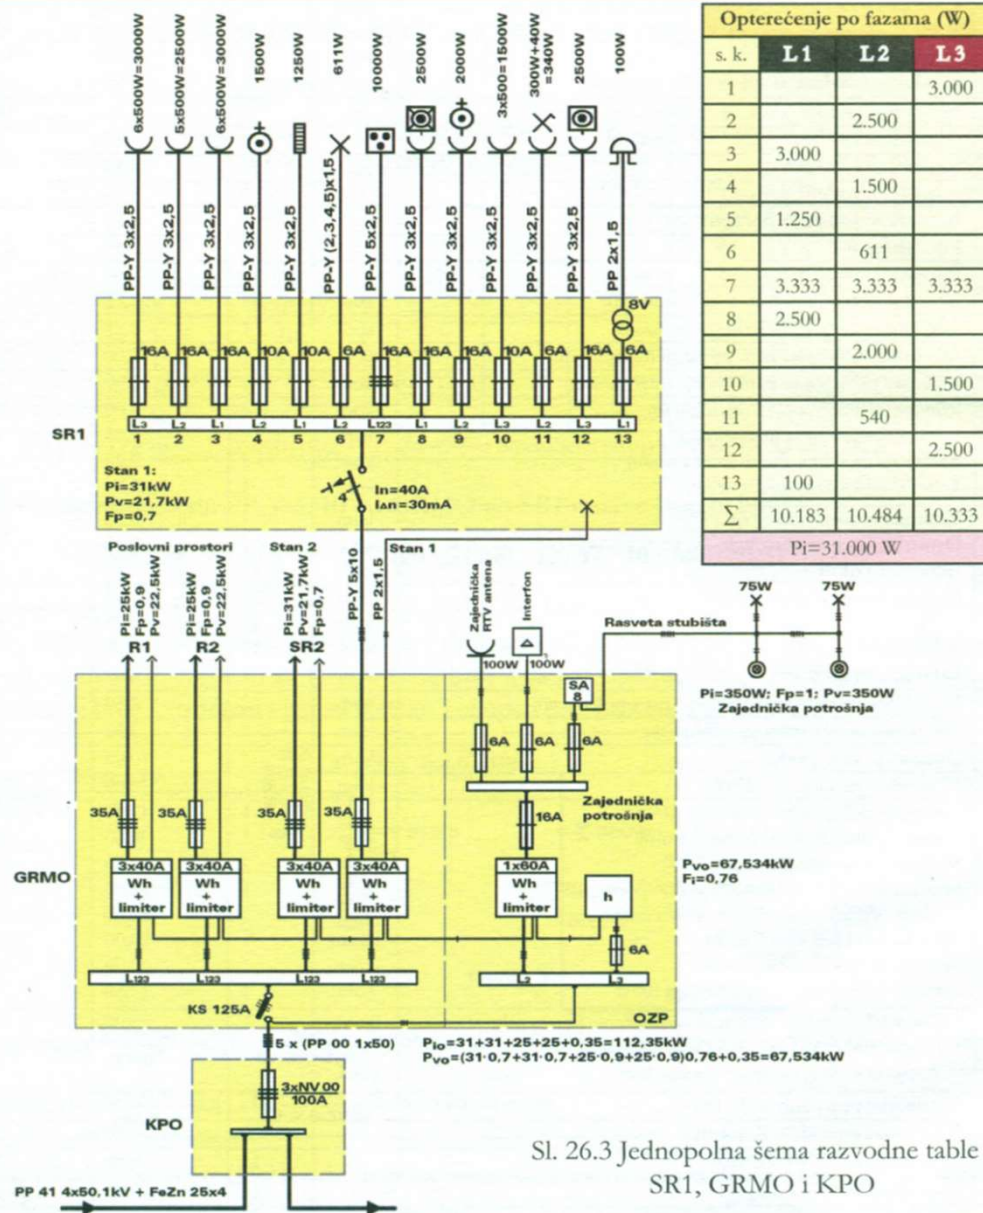 6x500W=3000W
5x500W=2500W
6x500W=3000W
1500W
1250W
611W
10000W
2500W
2000W
3x500=1500W
300W+40W
=340W
2500W
100W
PP-Y 3x2,5
PP-Y 3x2,5
PP-Y 3x2,5
PP-Y 3x2,5
PP-Y 3x2,5
PP-Y (2,3,4,5)x1,5
PP-Y 5x2,5
PP-Y 3x2,5
PP-Y 3x2,5
PP-Y 3x2,5
PP-Y 3x2,5
PP-Y 3x2,5
PP 2x1,5
8V
16A 16A 16A 10A 10A 6A 16A 16A 16A 10A 6A 16A 6A
L3 L2 L1 L2 L1 L2 L123 L1 L2 L3 L2 L3 L1
SR1
1 2 3 4 5 6 7 8 9 10 11 12 13
Stan 1:
Pi=31kW
Pv=21,7kW
Fp=0,7
4
In=40A
IΔn=30mA
Opterećenje po fazama (W)
s. k. L1 L2 L3
1 3.000
2 2.500
3 3.000
4 1.500
5 1.250
6 611
7 3.333 3.333 3.333
8 2.500
9 2.000
10 1.500
11 540
12 2.500
13 100
Σ 10.183 10.484 10.333
Pi=31.000 W
Poslovni prostori
Stan 2
Stan 1
Pi=25kW
Fp=0,9
Pv=22,5kW
R1
Pi=25kW
Fp=0,9
Pv=22,5kW
R2
Pi=31kW
Pv=21,7kW
Fp=0,7
SR2
PP-Y 5x10
PP 2x1,5
Zajednička
RTV antena
100W
Interfon
100W
Rasveta stubišta
75W 75W
Pi=350W; Fp=1; Pv=350W
Zajednička potrošnja
SA
8
6A 6A 6A
Zajednička
potrošnja
16A
35A 35A 35A 35A
GRMO
3x40A
Wh
+
limiter
3x40A
Wh
+
limiter
3x40A
Wh
+
limiter
3x40A
Wh
+
limiter
1x60A
Wh
+
limiter
h
6A
Pvo=67,534kW
Fi=0,76
L123 L123 L123 L123
L2 L3
KS 125A
OZP
5 x (PP 00 1x50)
PIo=31+31+25+25+0,35=112,35kW
Pvo=(31·0,7+31·0,7+25·0,9+25·0,9)0,76+0,35=67,534kW
3xNV 00
100A
KPO
PP 41 4x50,1kV + FeZn 25x4
Sl. 26.3 Jednopolna šema razvodne table
SR1, GRMO i KPO